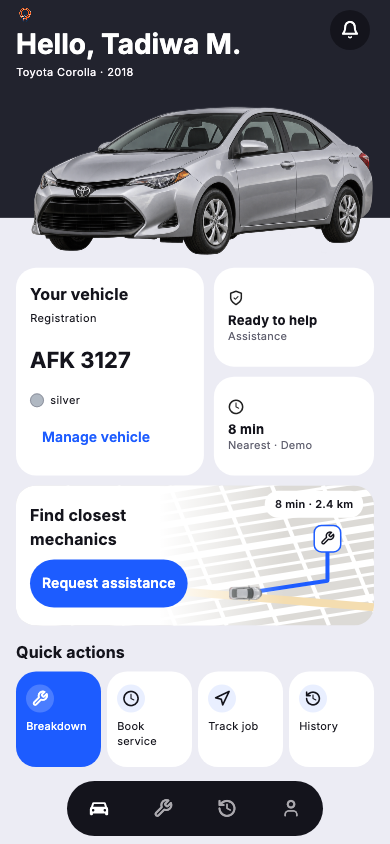 Hello, Tadiwa M.
Toyota Corolla · 2018
Your vehicle
Registration
AFK 3127
silver
Manage vehicle
Ready to help
Assistance
8 min
Nearest · Demo
Find closest
mechanics
8 min · 2.4 km
Request assistance
Quick actions
Breakdown
Book
service
Track job
History